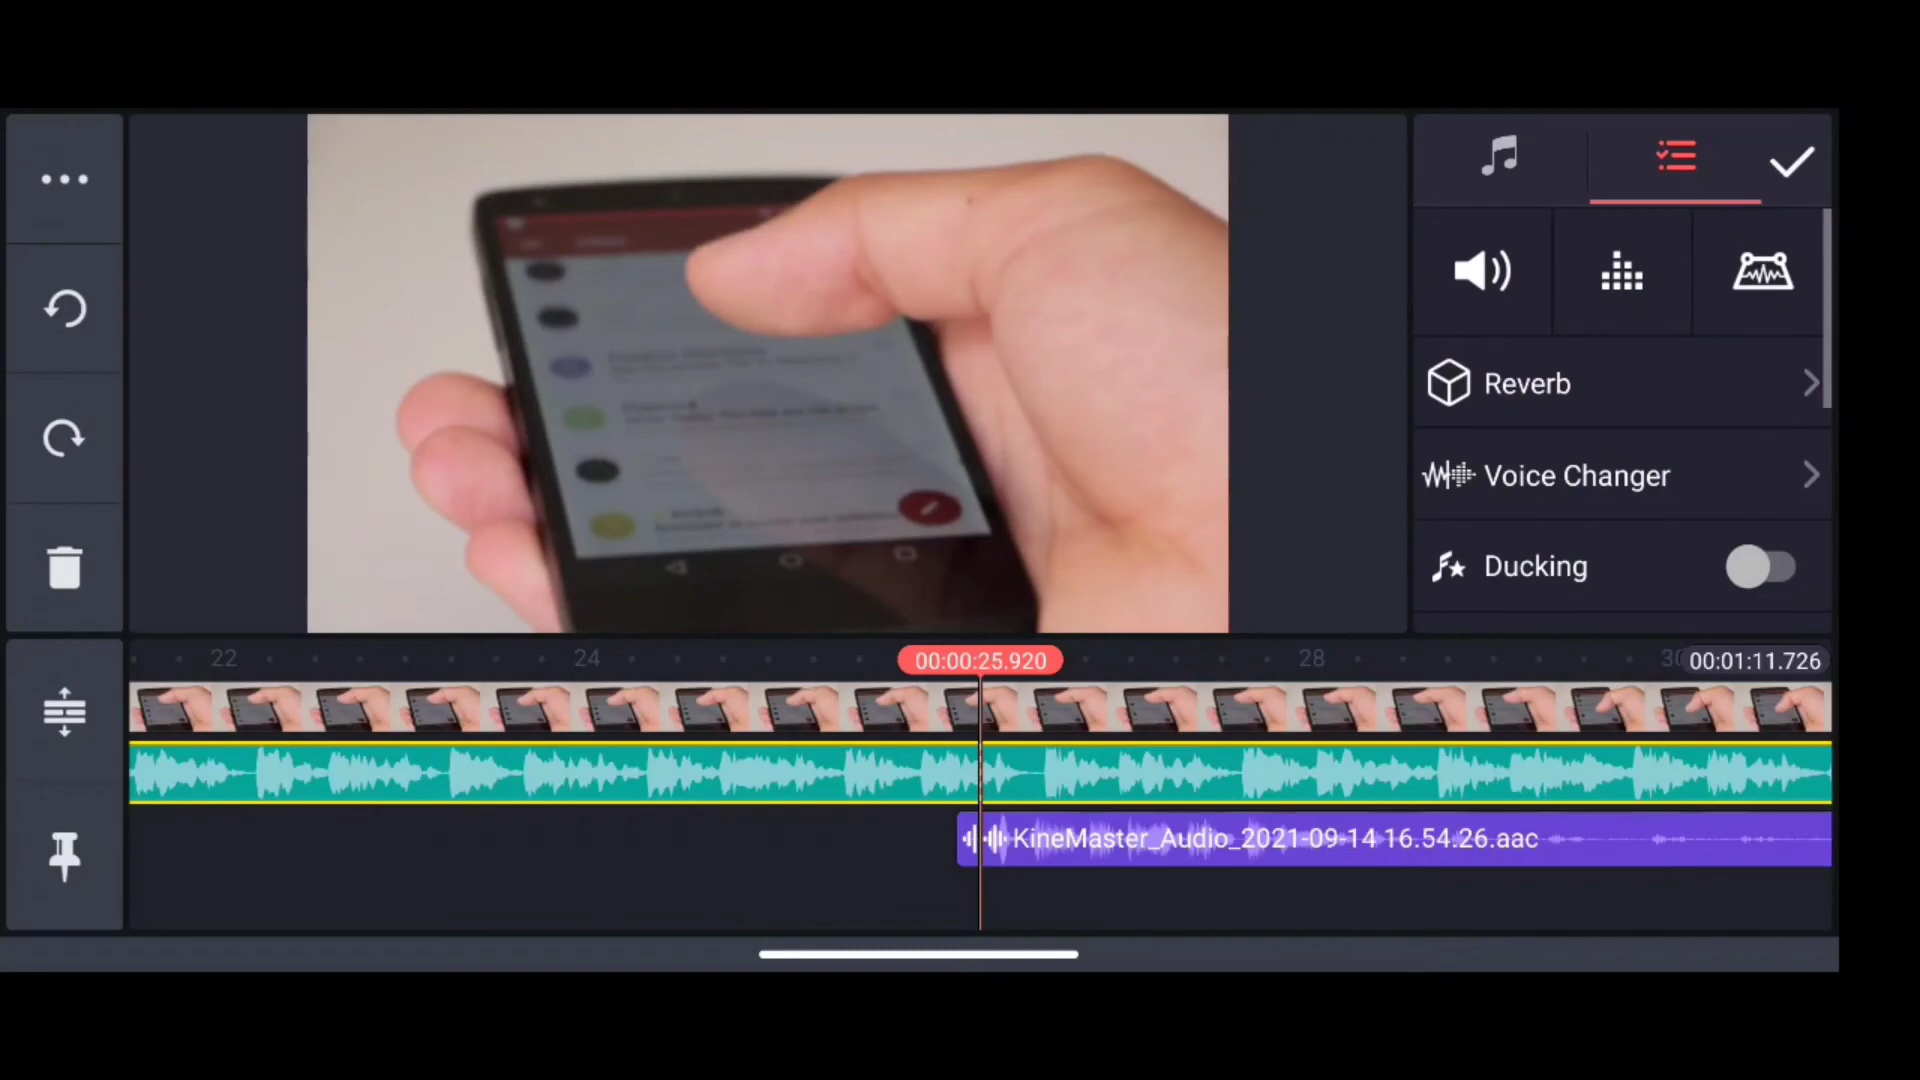 Reverb
Voice Changer
Ducking
22
24
00:00:25.920
28
30
00:01:11.726
KineMaster_Audio_2021-09-14 16.54.26.aac